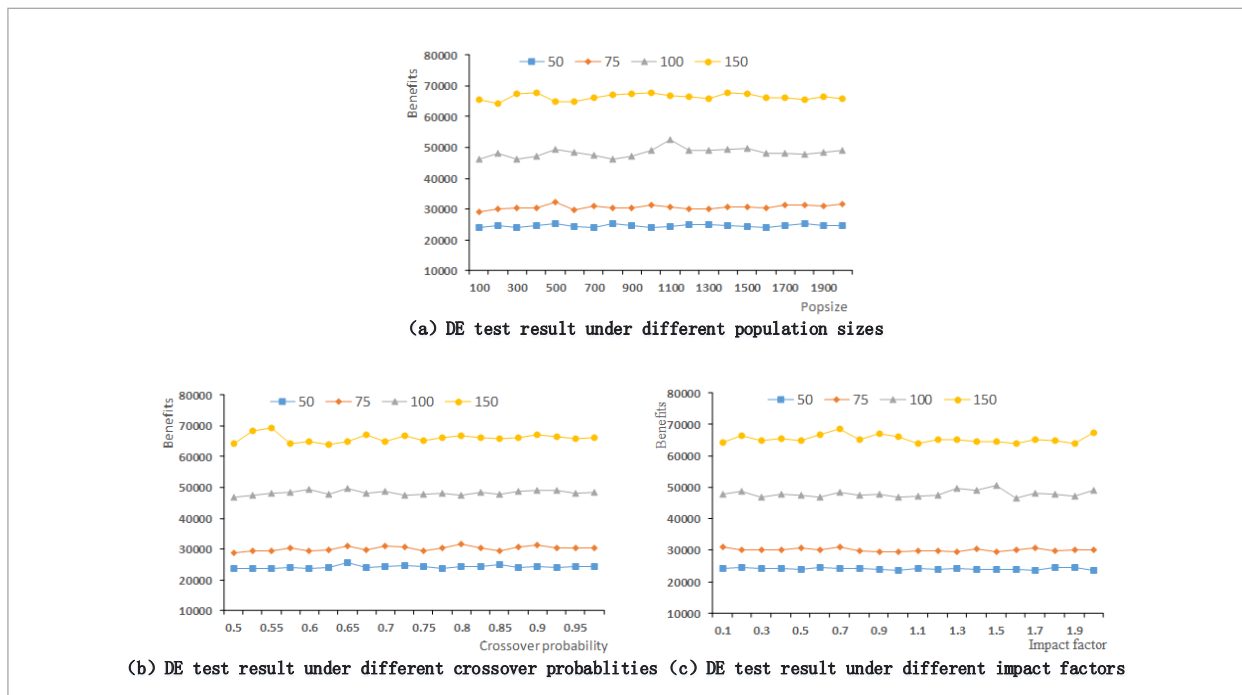 80000
70000
60000
50000
40000
30000
20000
10000
Benefits
50 75 100 150
100 300 500 700 900 1100 1300 1500 1700 1900
Popsize
(a) DE test result under different population sizes
80000
70000
60000
50000
40000
30000
20000
10000
Benefits
50 75 100 150
0.5 0.55 0.6 0.65 0.7 0.75 0.8 0.85 0.9 0.95
Crossover probability
(b) DE test result under different crossover probablities
80000
70000
60000
50000
40000
30000
20000
10000
Benefits
50 75 100 150
0.1 0.3 0.5 0.7 0.9 1.1 1.3 1.5 1.7 1.9
Impact factor
(c) DE test result under different impact factors